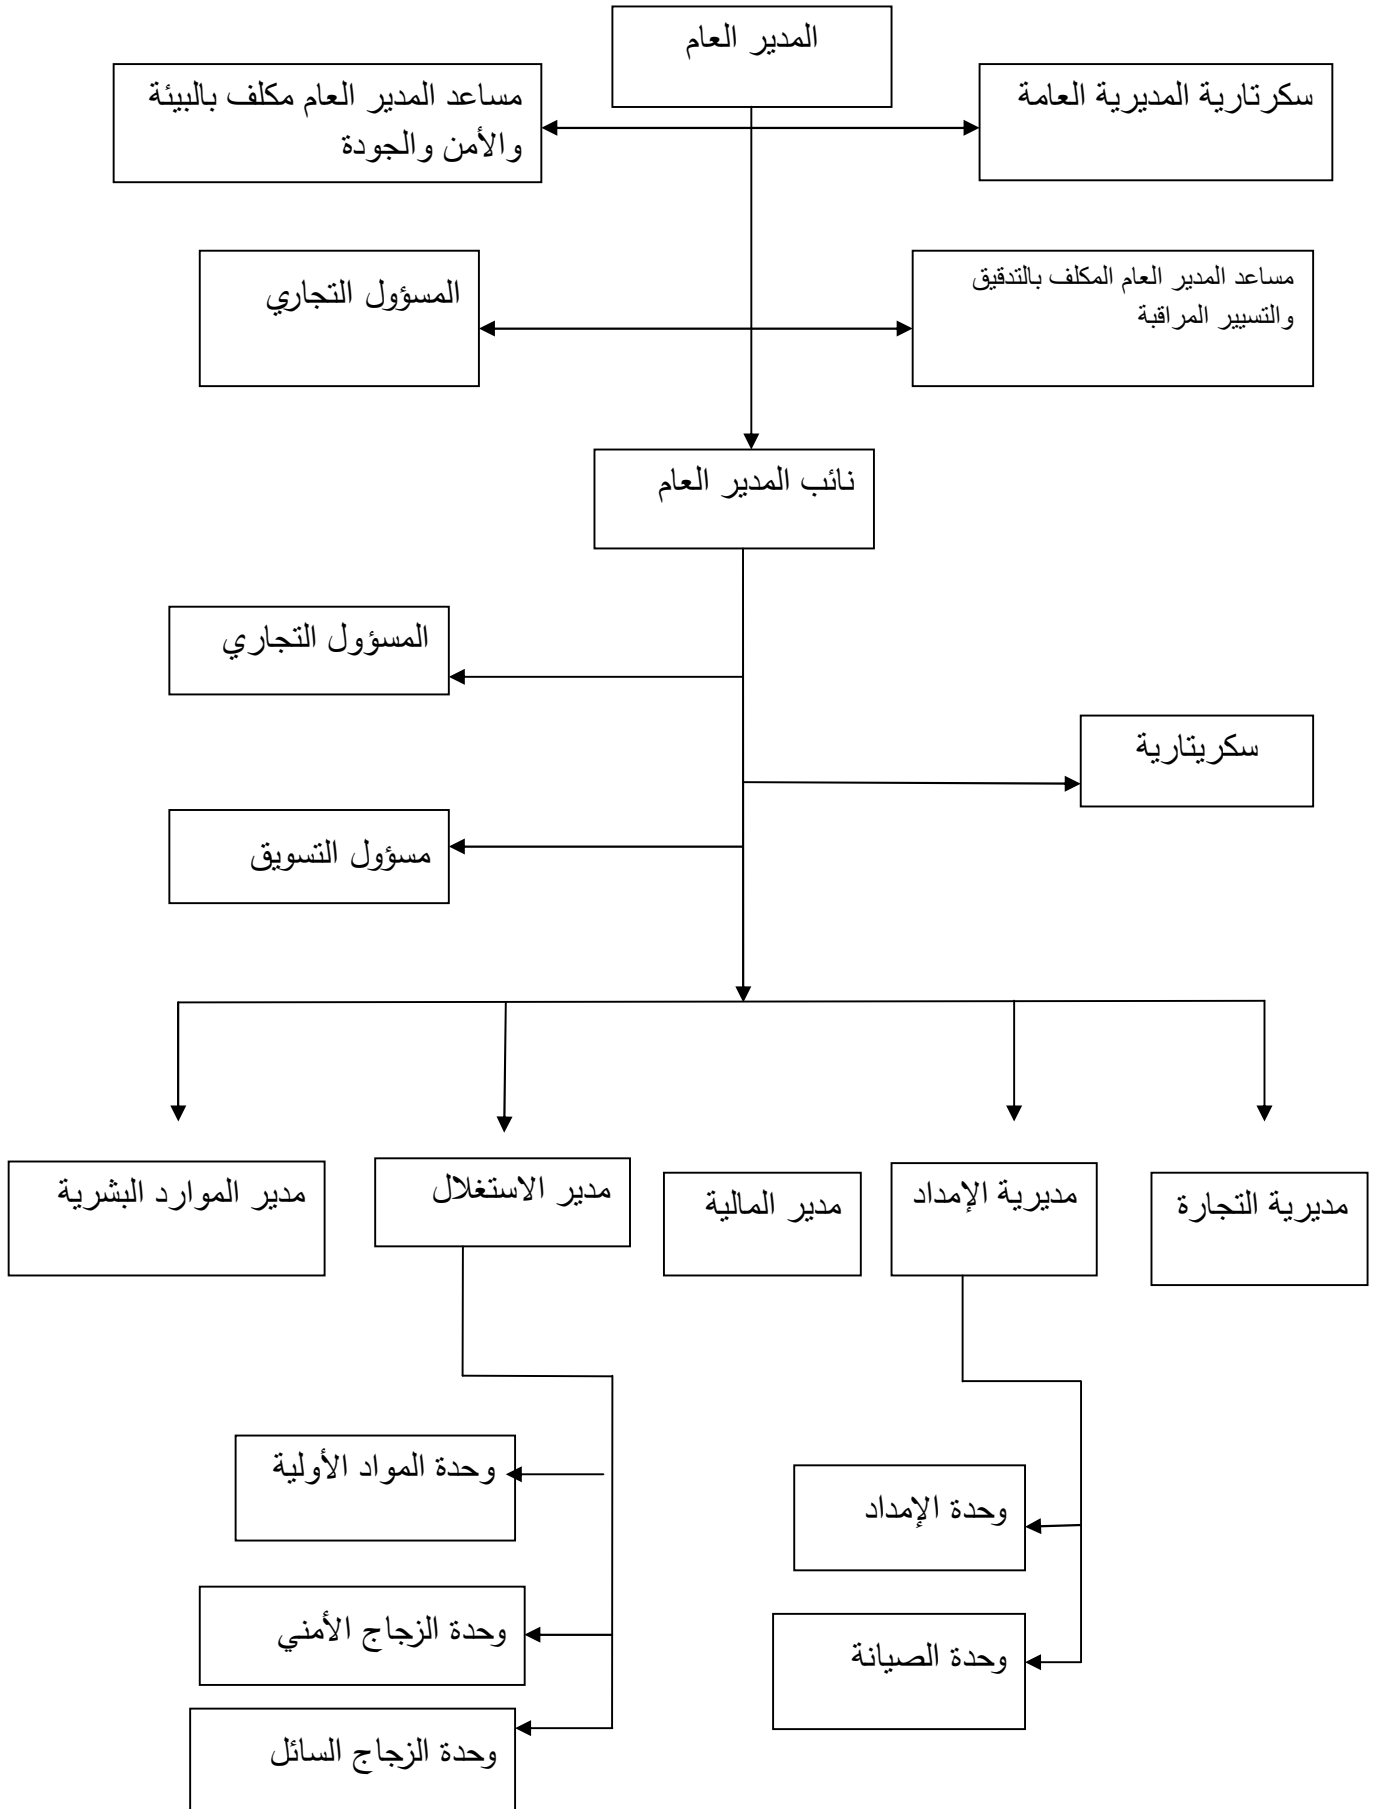 المدير العام
سكرتارية المديرية العامة
مساعد المدير العام مكلف بالبيئة
والأمن والجودة
مساعد المدير العام المكلف بالتدقيق
والتسيير المراقبة
المسؤول التجاري
نائب المدير العام
المسؤول التجاري
سكريتارية
مسؤول التسويق
مديرية التجارة
مديرية الإمداد
مدير المالية
مدير الاستغلال
مدير الموارد البشرية
وحدة الإمداد
وحدة الصيانة
وحدة المواد الأولية
وحدة الزجاج الأمني
وحدة الزجاج السائل